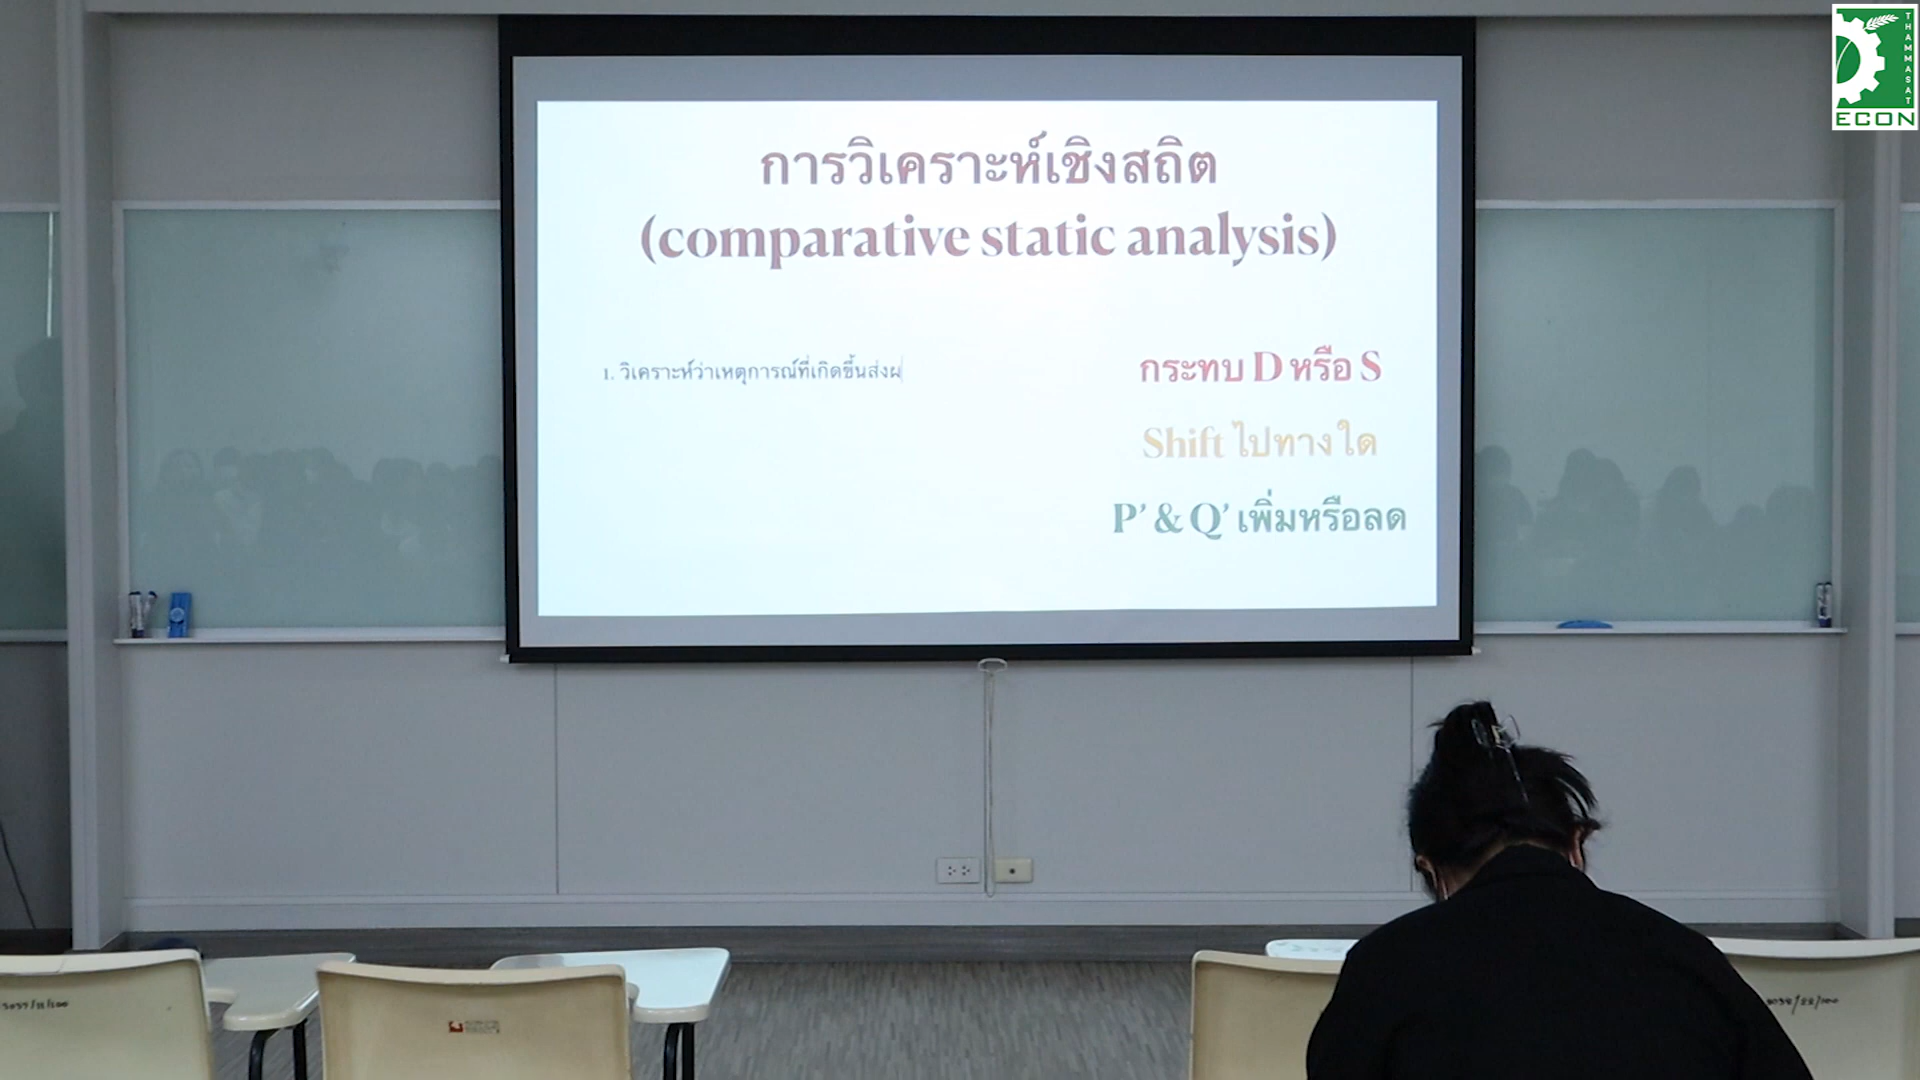 การวิเคราะห์เชิงสถิต
(comparative static analysis)
1. วิเคราะห์ว่าเหตุการณ์ที่เกิดขึ้นส่งผ
กระทบ D หรือ S
Shift ไปทางใด
P’ & Q’ เพิ่มหรือลด
THAMMASAT
ECON